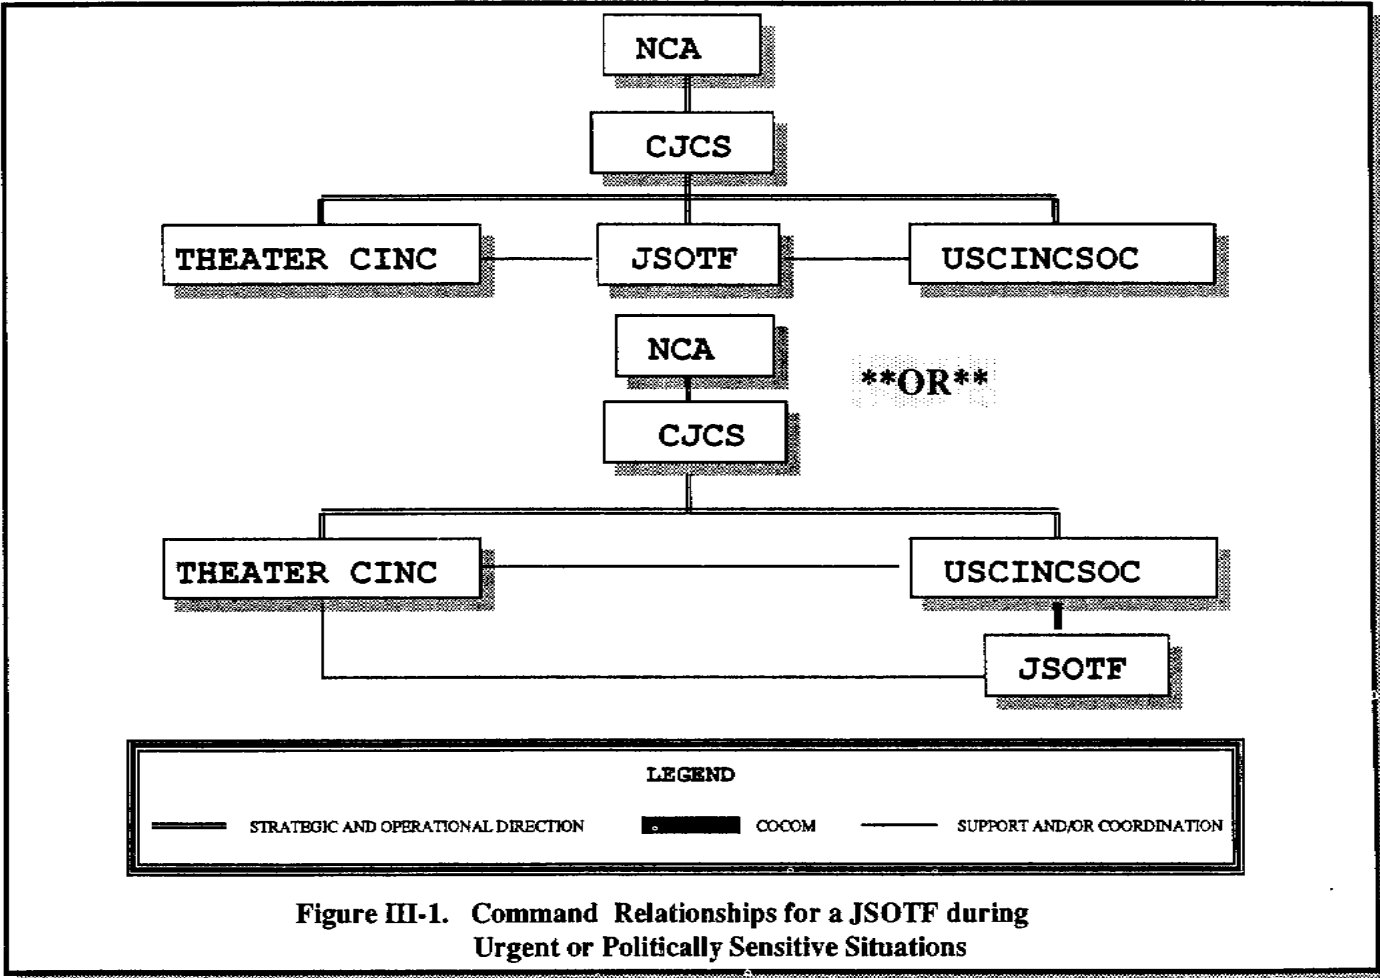 NCA
CJCS
THEATER CINC
JSOTF
USCINCSOC
NCA
**OR**
CJCS
THEATER CINC
USCINCSOC
JSOTF
LEGEND
STRATEGIC AND OPERATIONAL DIRECTION
COCOM
SUPPORT AND/OR COORDINATION
Figure III-1. Command Relationships for a JSOTF during
Urgent or Politically Sensitive Situations